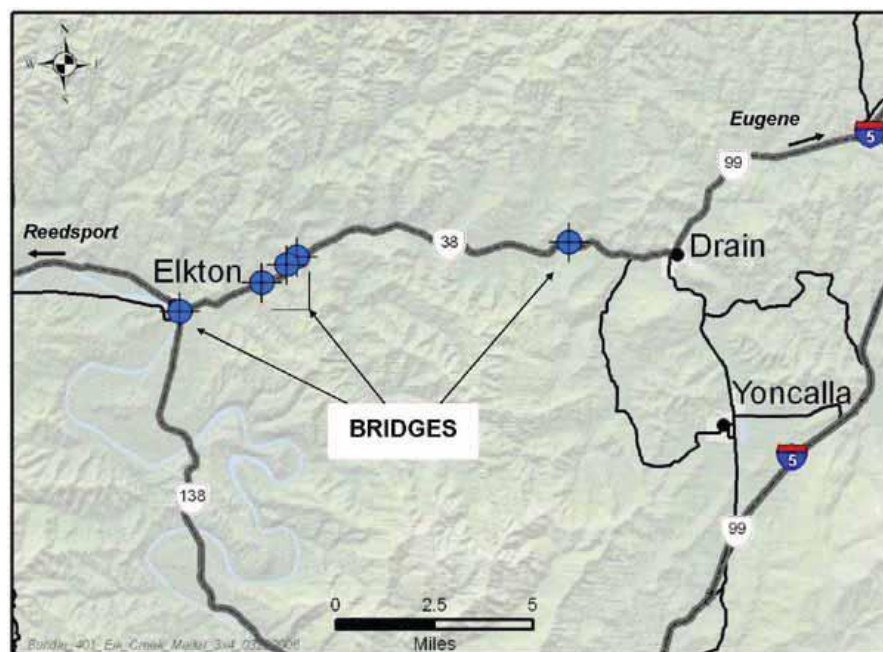 N
W
E
S
Eugene
5
99
Reedsport
38
Drain
Elkton
Yoncalla
BRIDGES
5
138
99
0 2.5 5
Miles